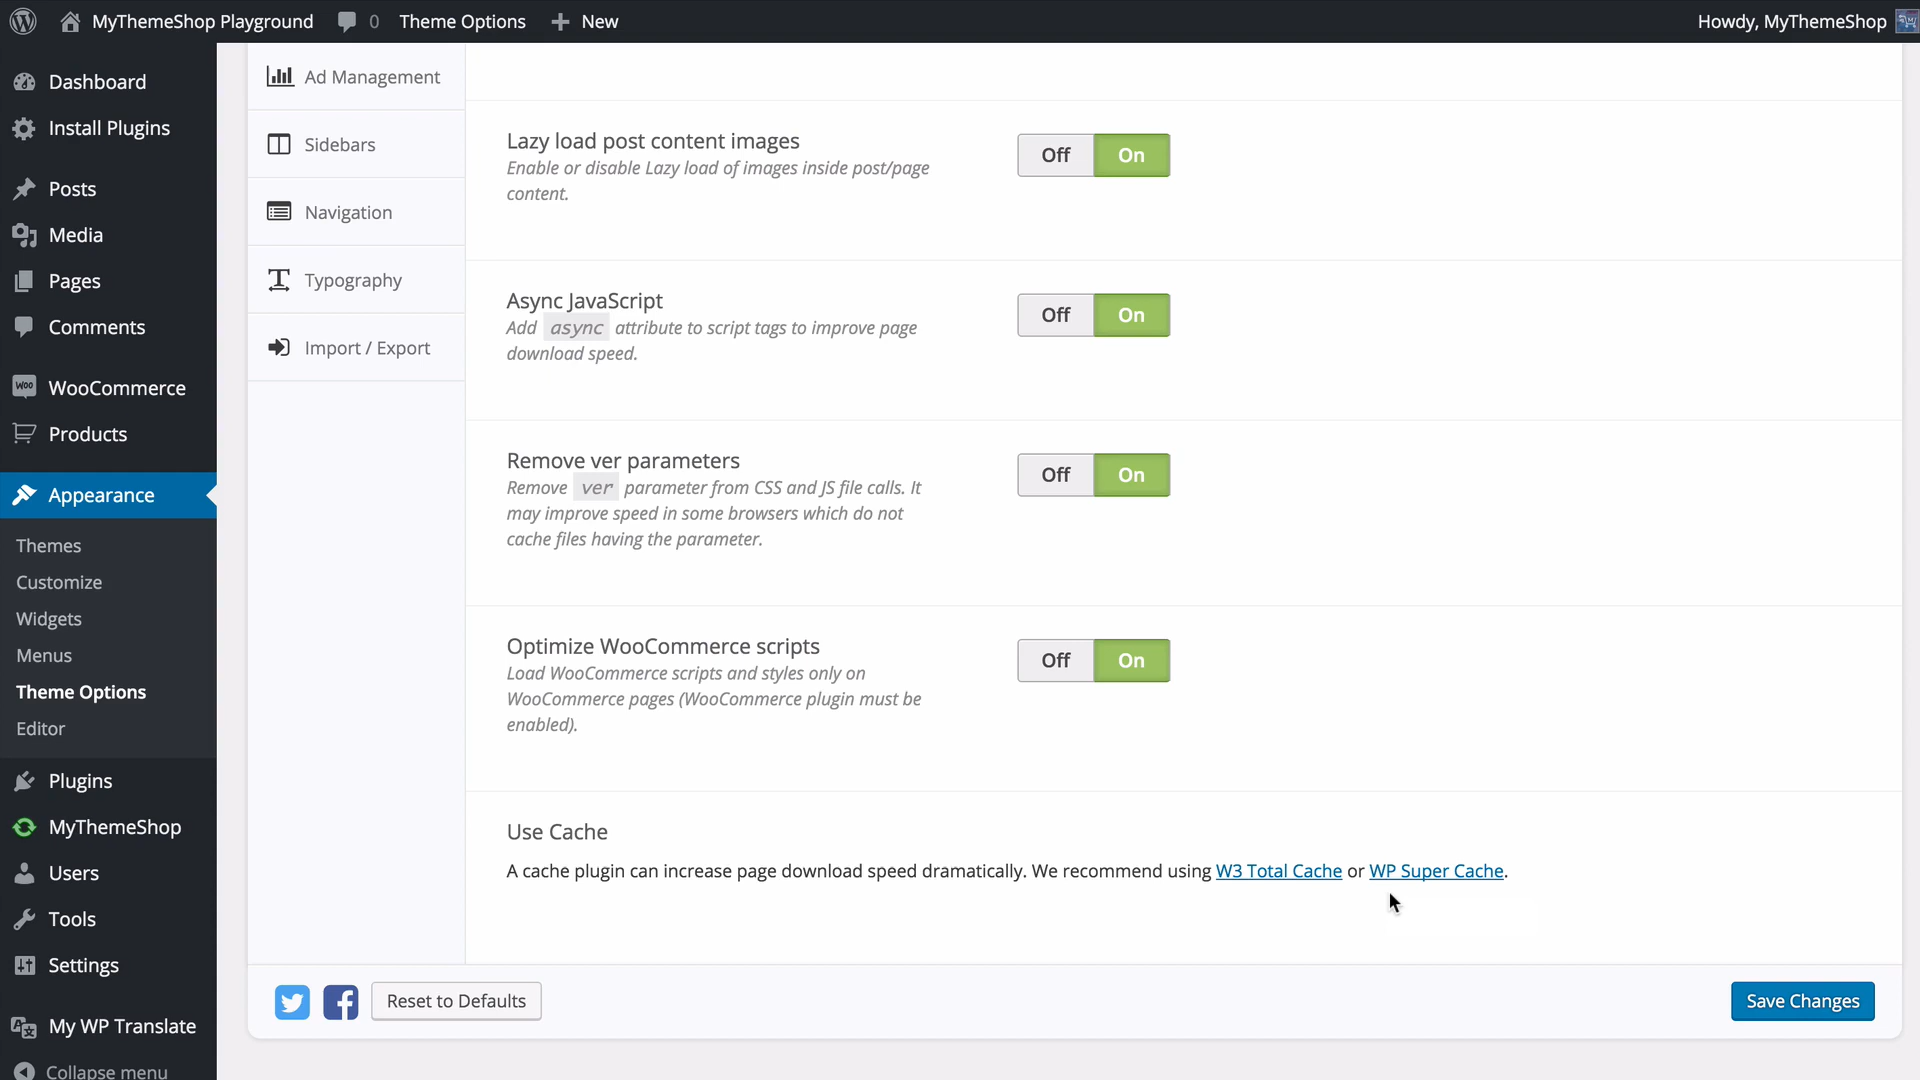 MyThemeShop Playground
0
Theme Options
New
Howdy, MyThemeShop
Dashboard
Install Plugins
Posts
Media
Pages
Comments
WooCommerce
Products
Appearance
Themes
Customize
Widgets
Menus
Theme Options
Editor
Plugins
MyThemeShop
Users
Tools
Settings
My WP Translate
Collapse menu
Ad Management
Sidebars
Navigation
Typography
Import / Export
Lazy load post content images
Enable or disable Lazy load of images inside post/page
content.
Off On
Async JavaScript
Add async attribute to script tags to improve page
download speed.
Off On
Remove ver parameters
Remove ver parameter from CSS and JS file calls. It
may improve speed in some browsers which do not
cache files having the parameter.
Off On
Optimize WooCommerce scripts
Load WooCommerce scripts and styles only on
WooCommerce pages (WooCommerce plugin must be
enabled).
Off On
Use Cache
A cache plugin can increase page download speed dramatically. We recommend using W3 Total Cache or WP Super Cache.
Reset to Defaults
Save Changes